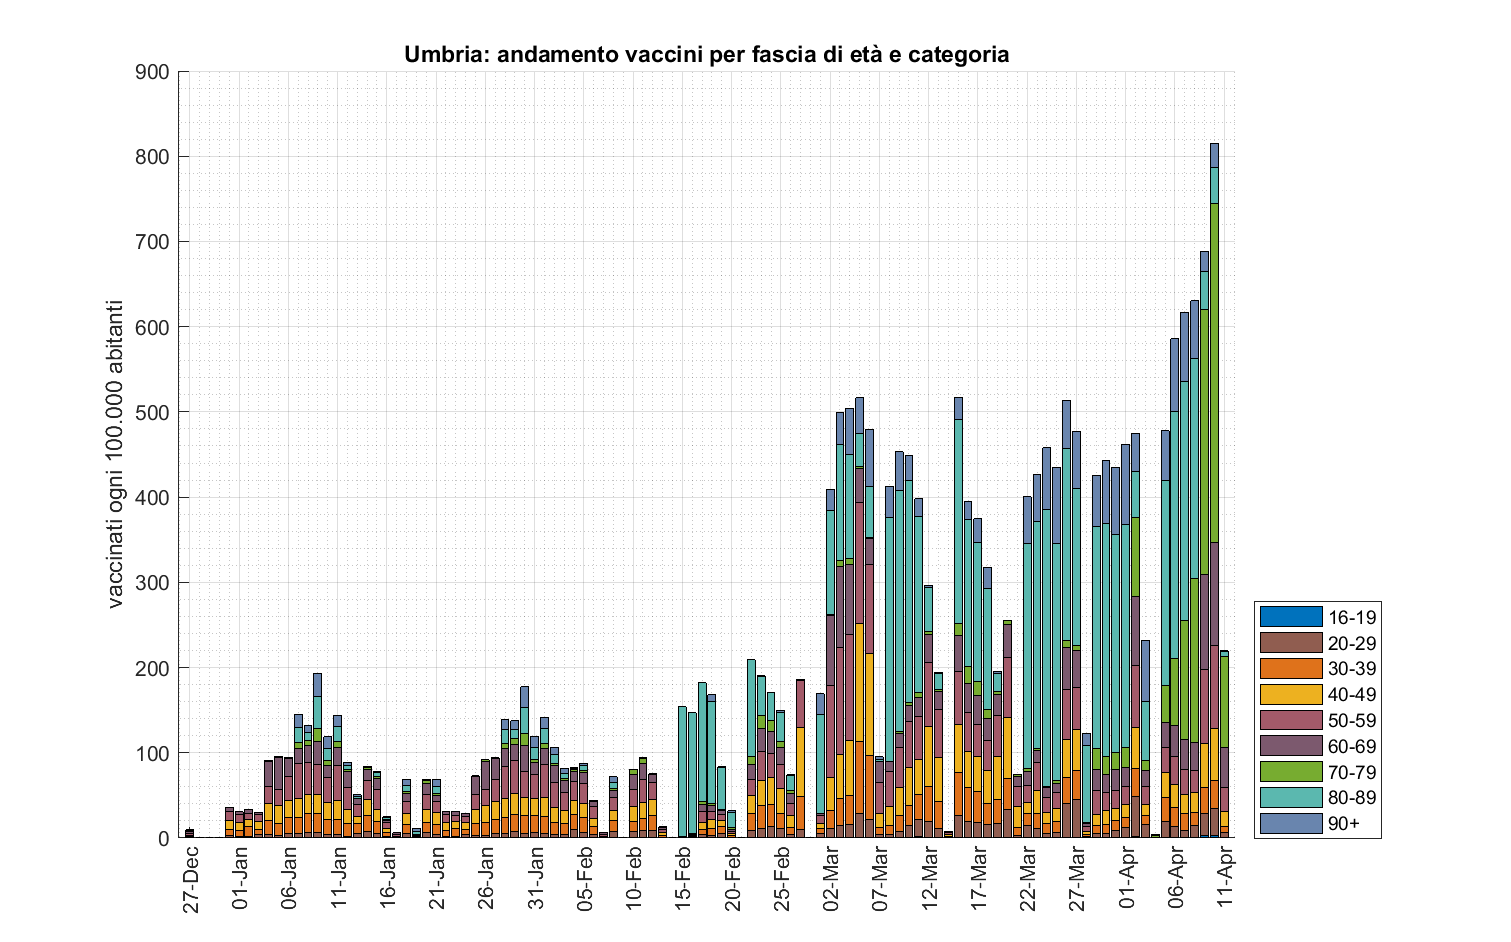 Umbria: andamento vaccini per fascia di età e categoria
vaccinati ogni 100.000 abitanti
900
800
700
600
500
400
300
200
100
0
27-Dec
01-Jan
06-Jan
11-Jan
16-Jan
21-Jan
26-Jan
31-Jan
05-Feb
10-Feb
15-Feb
20-Feb
25-Feb
02-Mar
07-Mar
12-Mar
17-Mar
22-Mar
27-Mar
01-Apr
06-Apr
11-Apr
16-19
20-29
30-39
40-49
50-59
60-69
70-79
80-89
90+